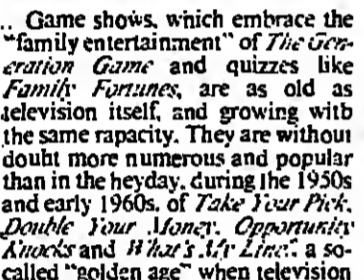 .. Game shows, which embrace the
"family entertainment" of The Gen-
eration Game and quizzes like
Family Fortunes, are as old as
television itself, and growing with
the same rapacity. They are without
doubt more numerous and popular
than in the heyday, during the 1950s
and early 1960s, of Take Your Pick,
Double Your Money, Opportunity
Knocks and What's My Line?, a so-
called "golden age" when television